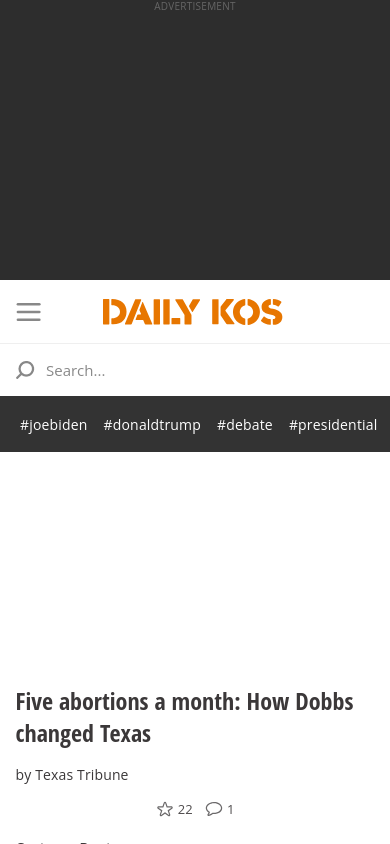 ADVERTISEMENT
DAILY KOS
Search...
#joebiden #donaldtrump #debate #presidential
Five abortions a month: How Dobbs
changed Texas
by Texas Tribune
22 1